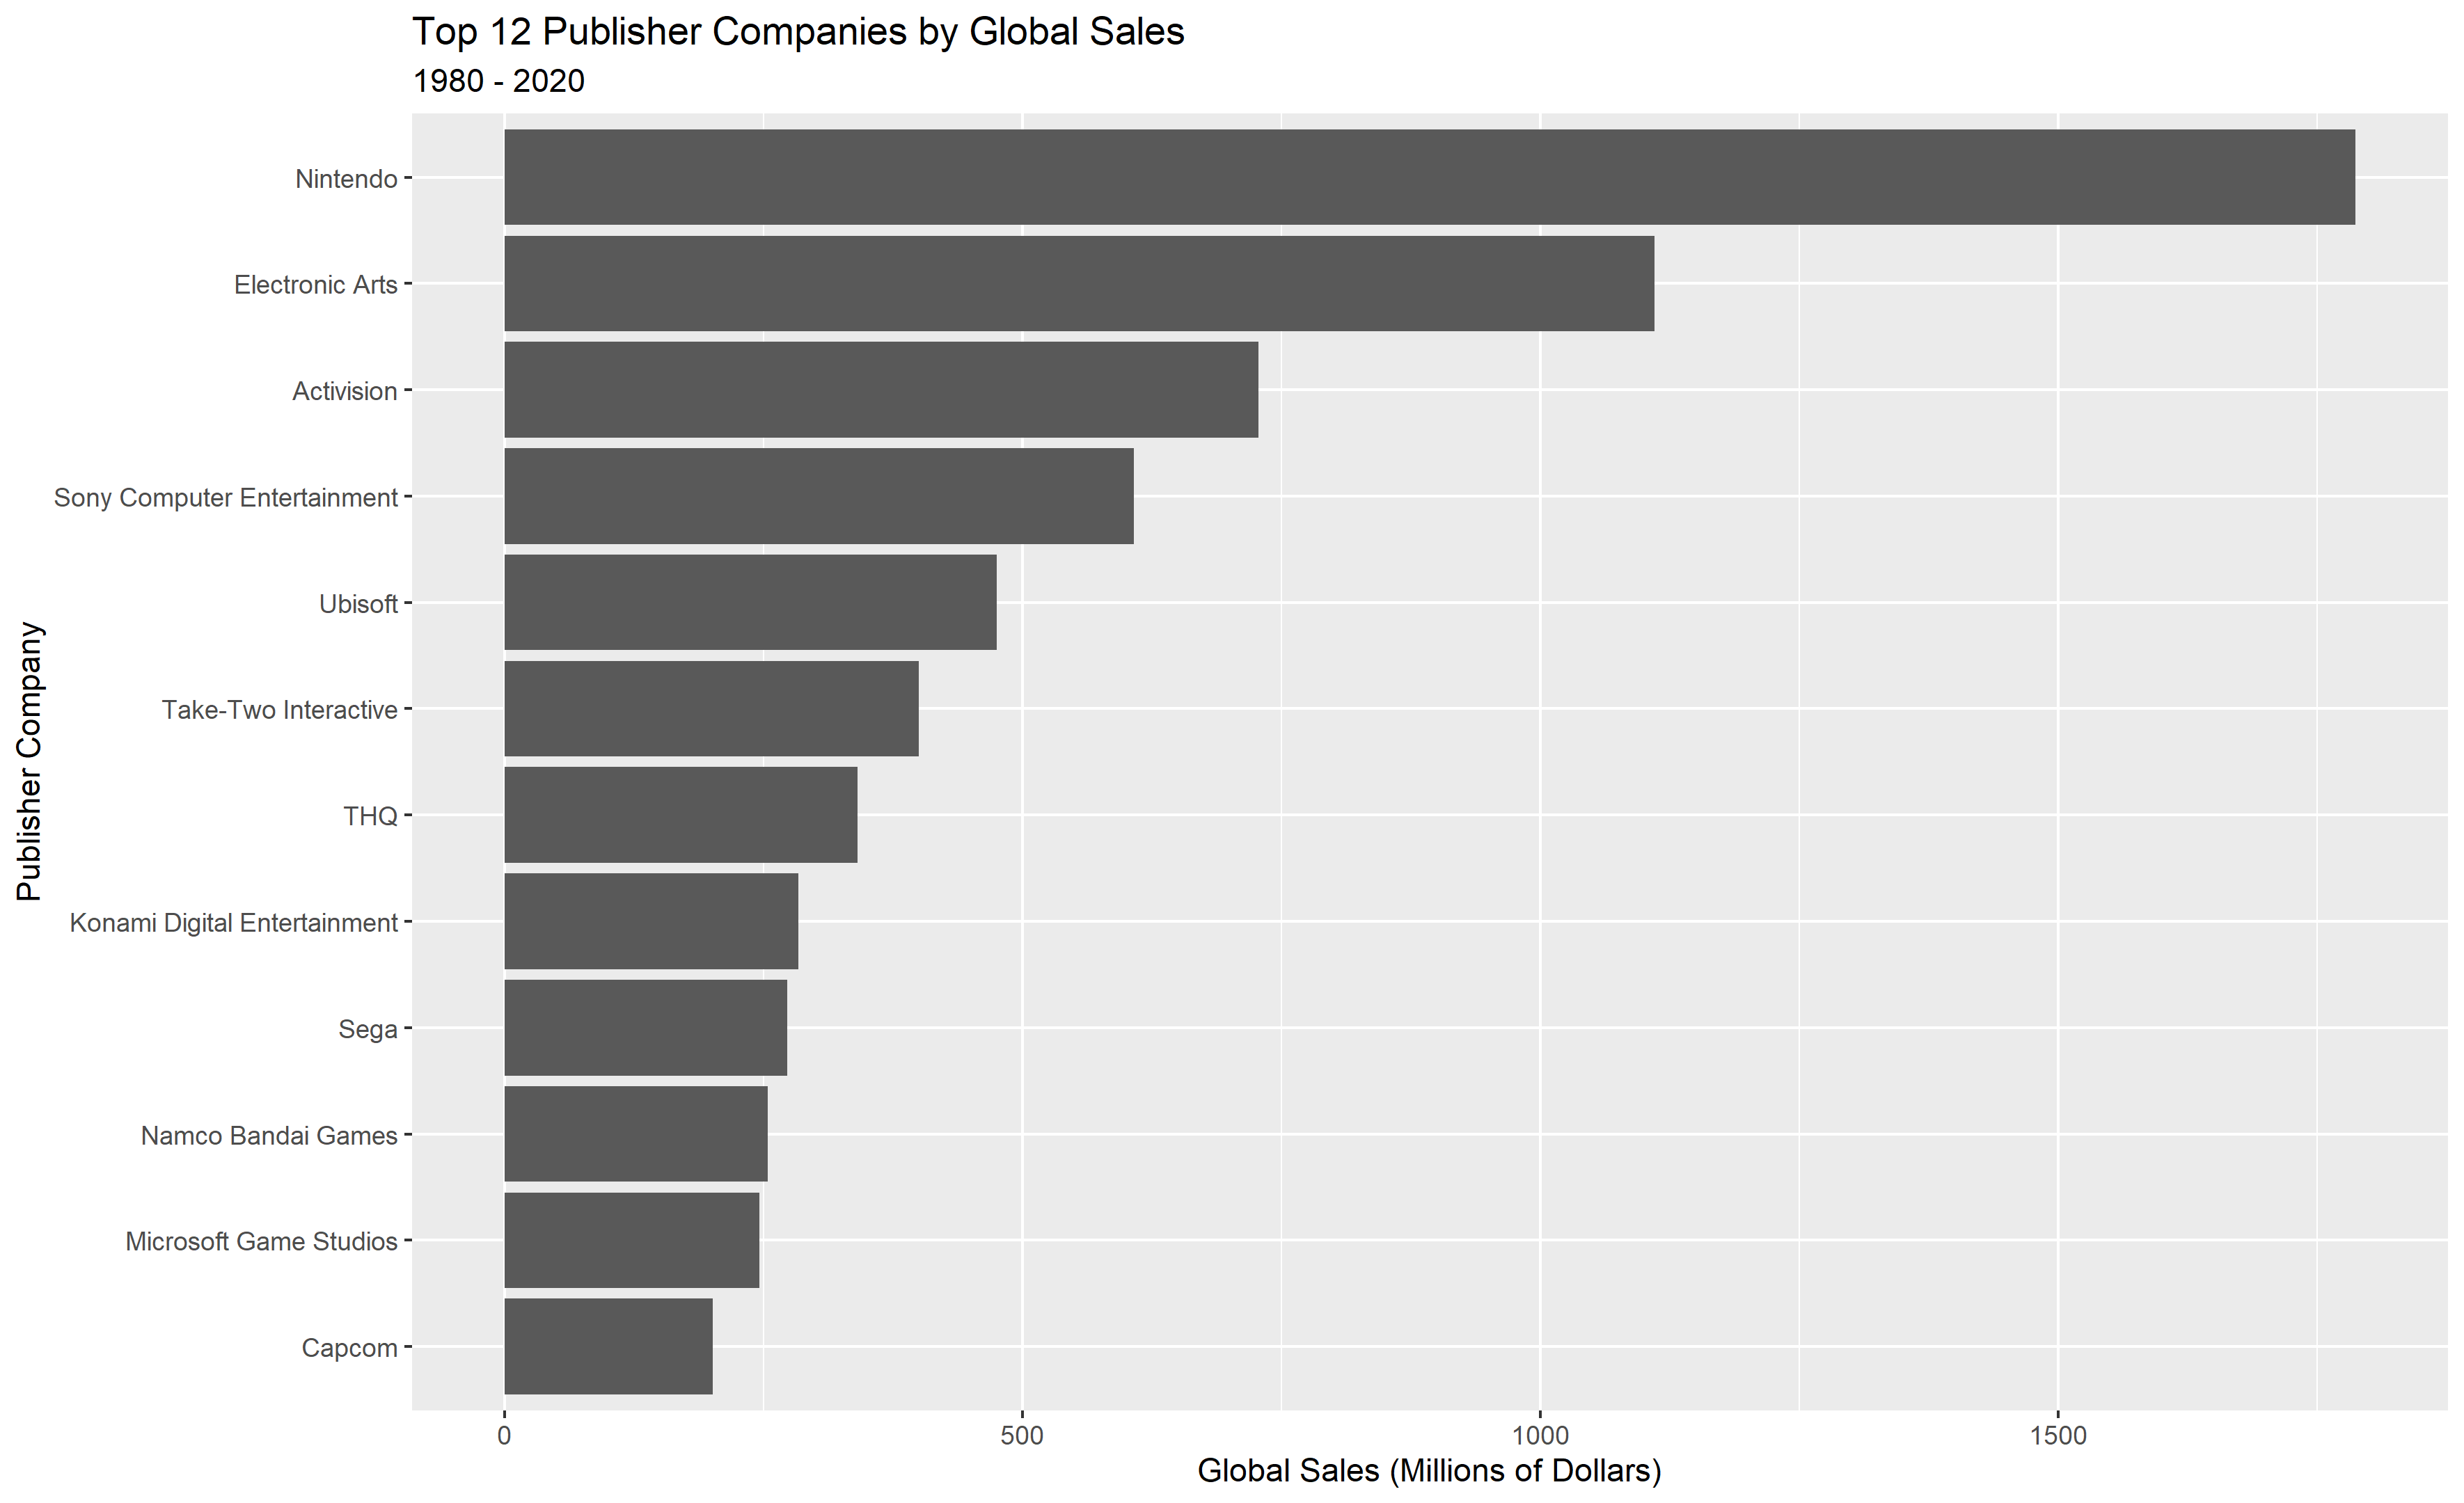 Top 12 Publisher Companies by Global Sales
1980 - 2020
Publisher Company
Nintendo
Electronic Arts
Activision
Sony Computer Entertainment
Ubisoft
Take-Two Interactive
THQ
Konami Digital Entertainment
Sega
Namco Bandai Games
Microsoft Game Studios
Capcom
0 500 1000 1500
Global Sales (Millions of Dollars)